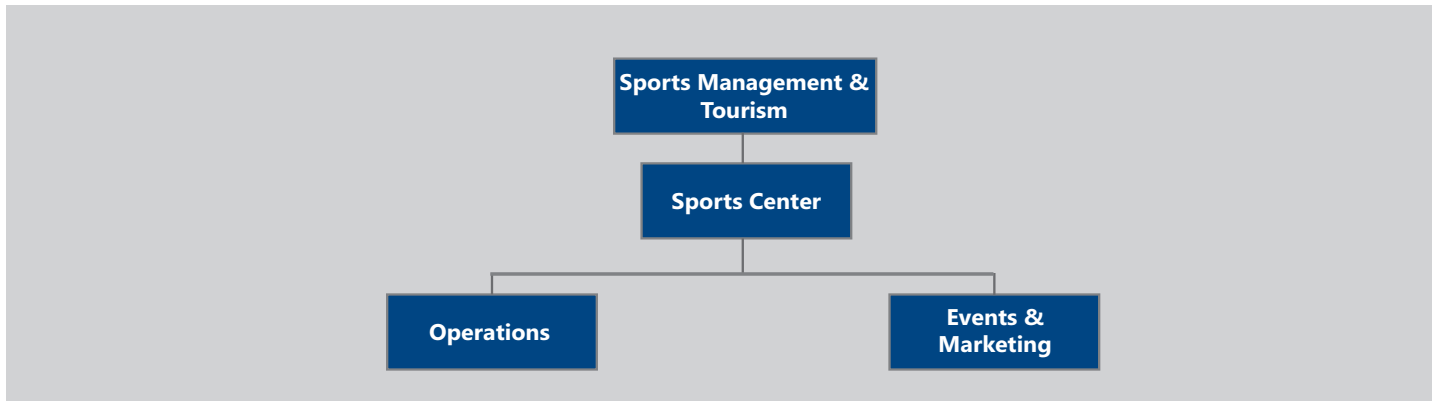 Sports Management &
Tourism
Sports Center
Operations
Events &
Marketing